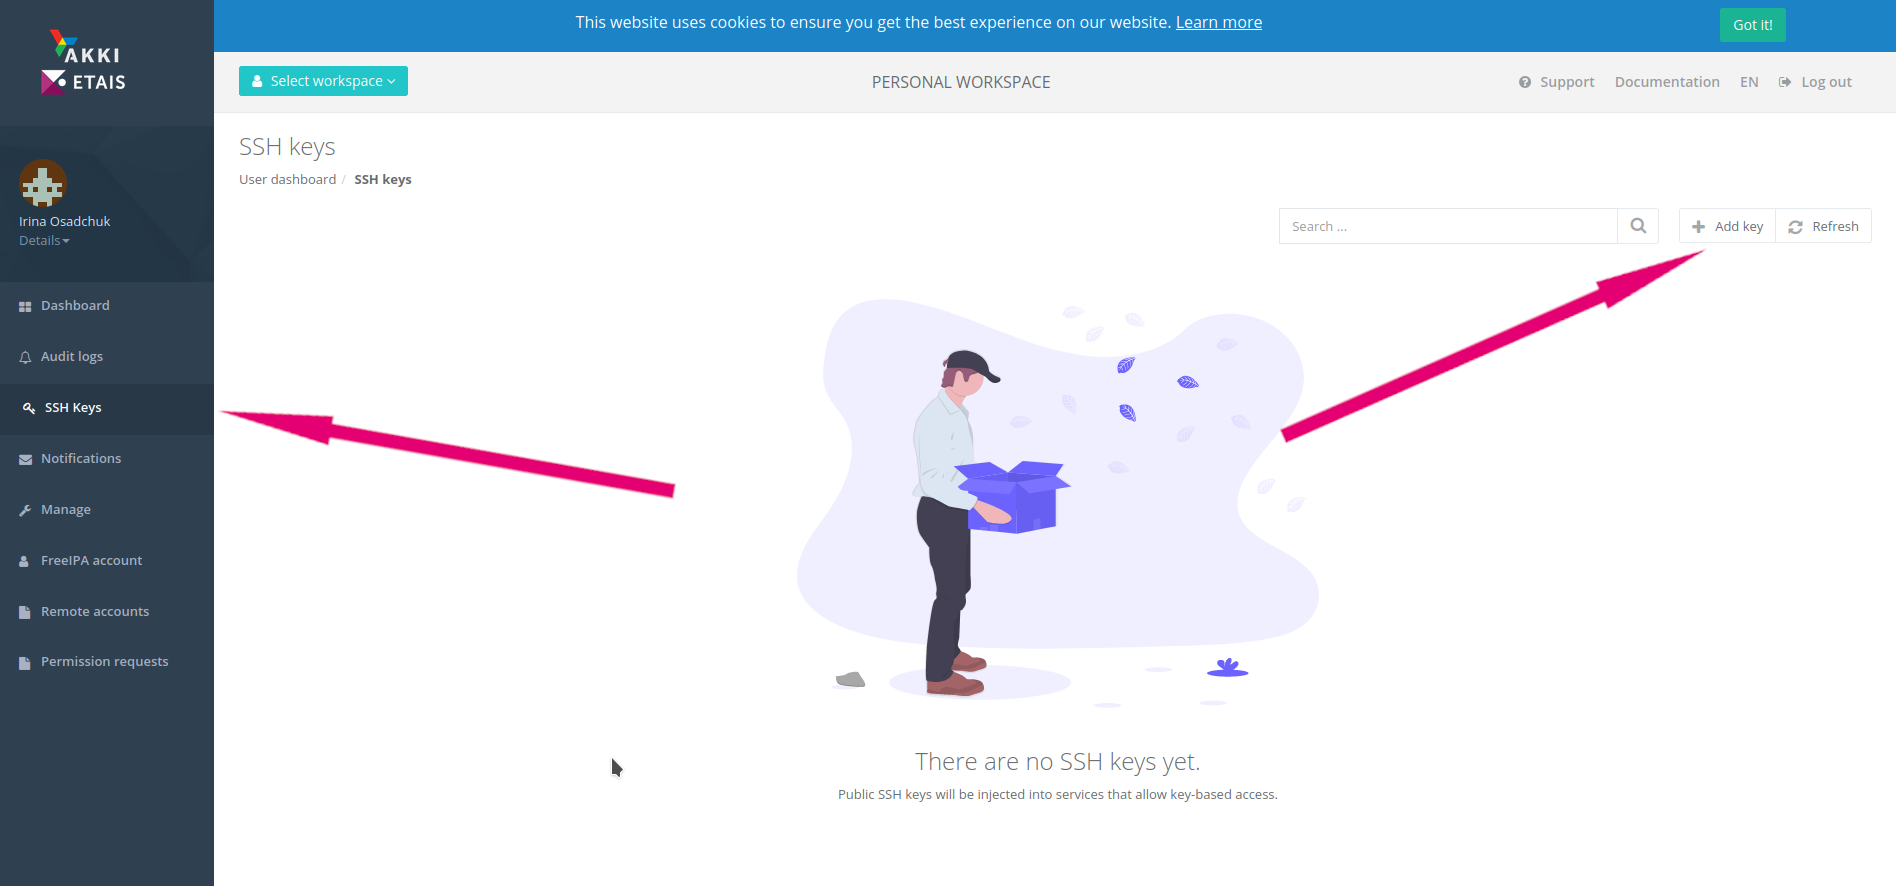 This website uses cookies to ensure you get the best experience on our website. Learn more
Got it!
AKKI
ETAIS
Select workspace
PERSONAL WORKSPACE
Support
Documentation
EN
Log out
SSH keys
User dashboard / SSH keys
Irina Osadchuk
Details
Search ...
Add key
Refresh
Dashboard
Audit logs
SSH Keys
Notifications
Manage
FreeIPA account
Remote accounts
Permission requests
There are no SSH keys yet.
Public SSH keys will be injected into services that allow key-based access.